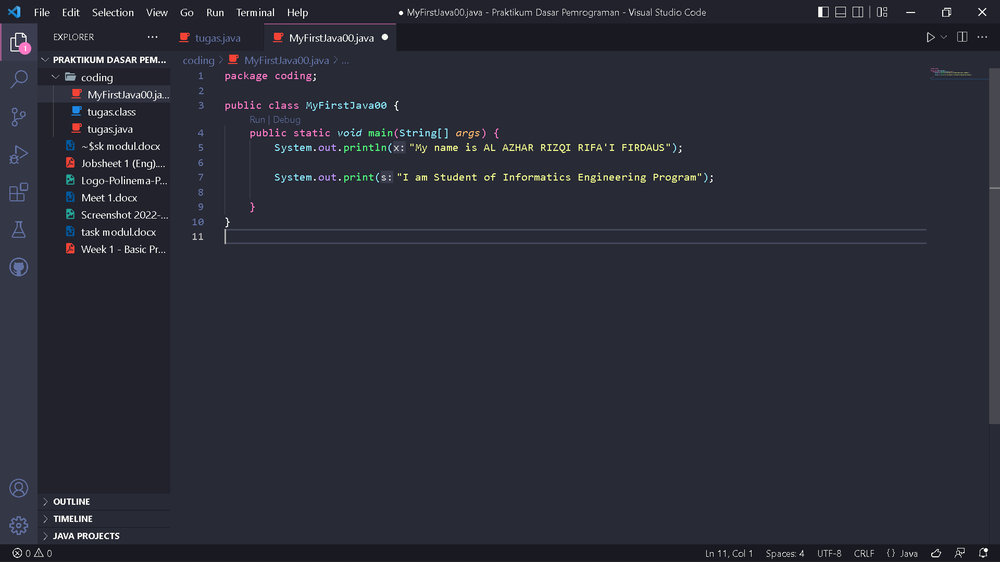 File Edit Selection View Go Run Terminal Help
● MyFirstJava00.java - Praktikum Dasar Pemrograman - Visual Studio Code
1
EXPLORER ...
tugas.java
MyFirstJava00.java ●
PRAKTIKUM DASAR PEM...
coding
MyFirstJava00.ja...
tugas.class
tugas.java
~$sk modul.docx
Jobsheet 1 (Eng)....
Logo-Polinema-P...
Meet 1.docx
Screenshot 2022-...
task modul.docx
Week 1 - Basic Pr...
OUTLINE
TIMELINE
JAVA PROJECTS
coding > MyFirstJava00.java > ...
1 package coding;
2
3 public class MyFirstJava00 {
Run | Debug
4 public static void main(String[] args) {
5 System.out.println(x: "My name is AL AZHAR RIZQI RIFA'I FIRDAUS");
6
7 System.out.print(s: "I am Student of Informatics Engineering Program");
8
9 }
10 }
11
0 0
Ln 11, Col 1 Spaces: 4 UTF-8 CRLF {} Java